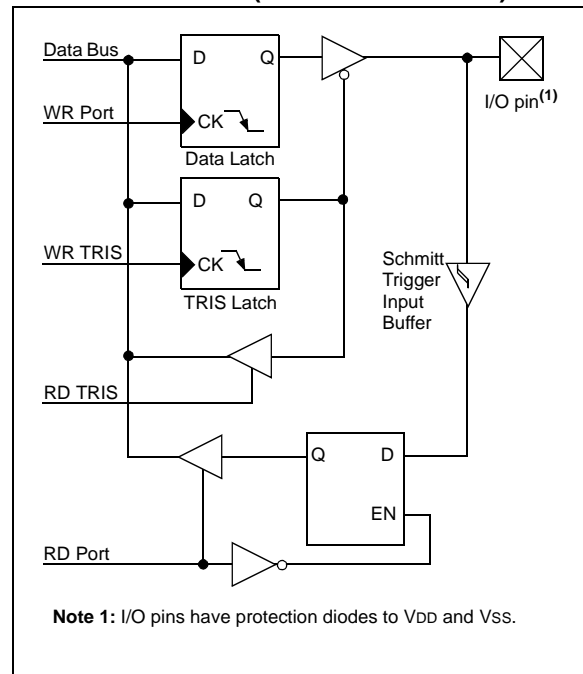 Data Bus
D Q
WR Port
CK
Data Latch
I/O pin(1)
D Q
WR TRIS
CK
TRIS Latch
Schmitt
Trigger
Input
Buffer
RD TRIS
Q D
EN
RD Port
Note 1: I/O pins have protection diodes to VDD and VSS.